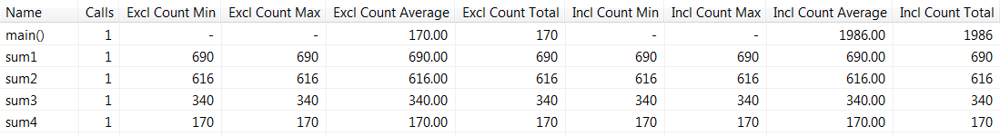 Name Calls Excl Count Min Excl Count Max Excl Count Average Excl Count Total Incl Count Min Incl Count Max Incl Count Average Incl Count Total
main() 1 - - 170.00 170 - - 1986.00 1986
sum1 1 690 690 690.00 690 690 690 690.00 690
sum2 1 616 616 616.00 616 616 616 616.00 616
sum3 1 340 340 340.00 340 340 340 340.00 340
sum4 1 170 170 170.00 170 170 170 170.00 170